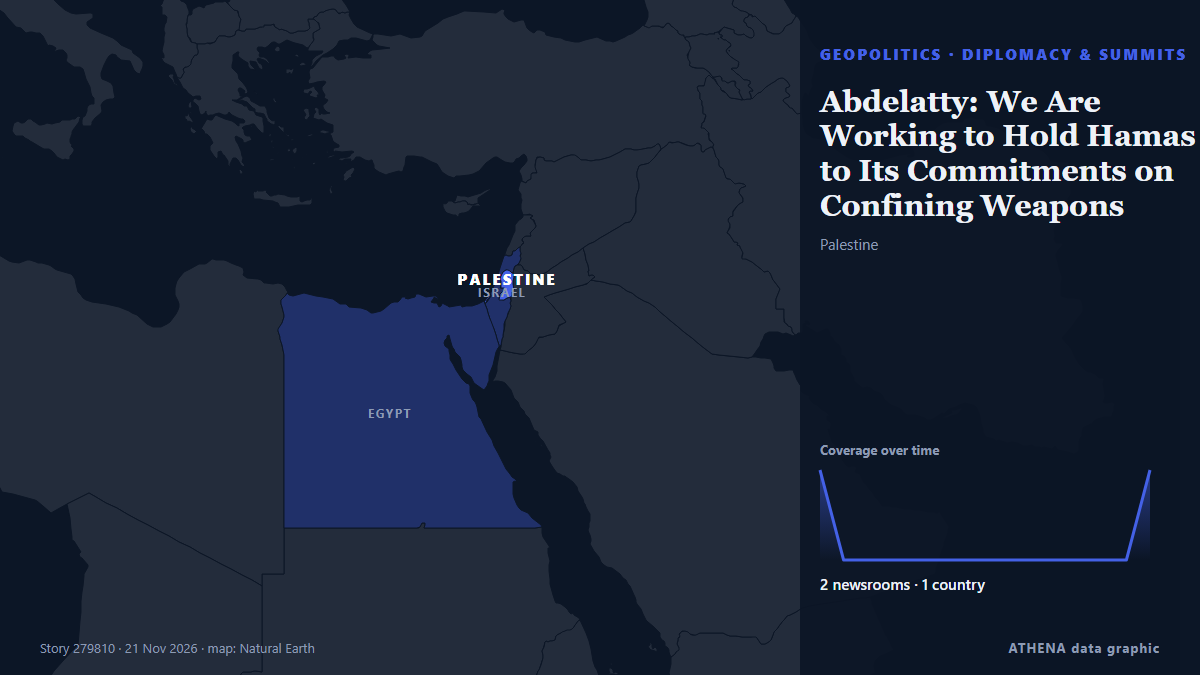 GEOPOLITICS · DIPLOMACY & SUMMITS
Abdelatty: We Are
Working to Hold Hamas
to Its Commitments on
Confining Weapons
Palestine
PALESTINE
ISRAEL
EGYPT
Coverage over time
2 newsrooms · 1 country
Story 279810 · 21 Nov 2026 · map: Natural Earth
ATHENA data graphic